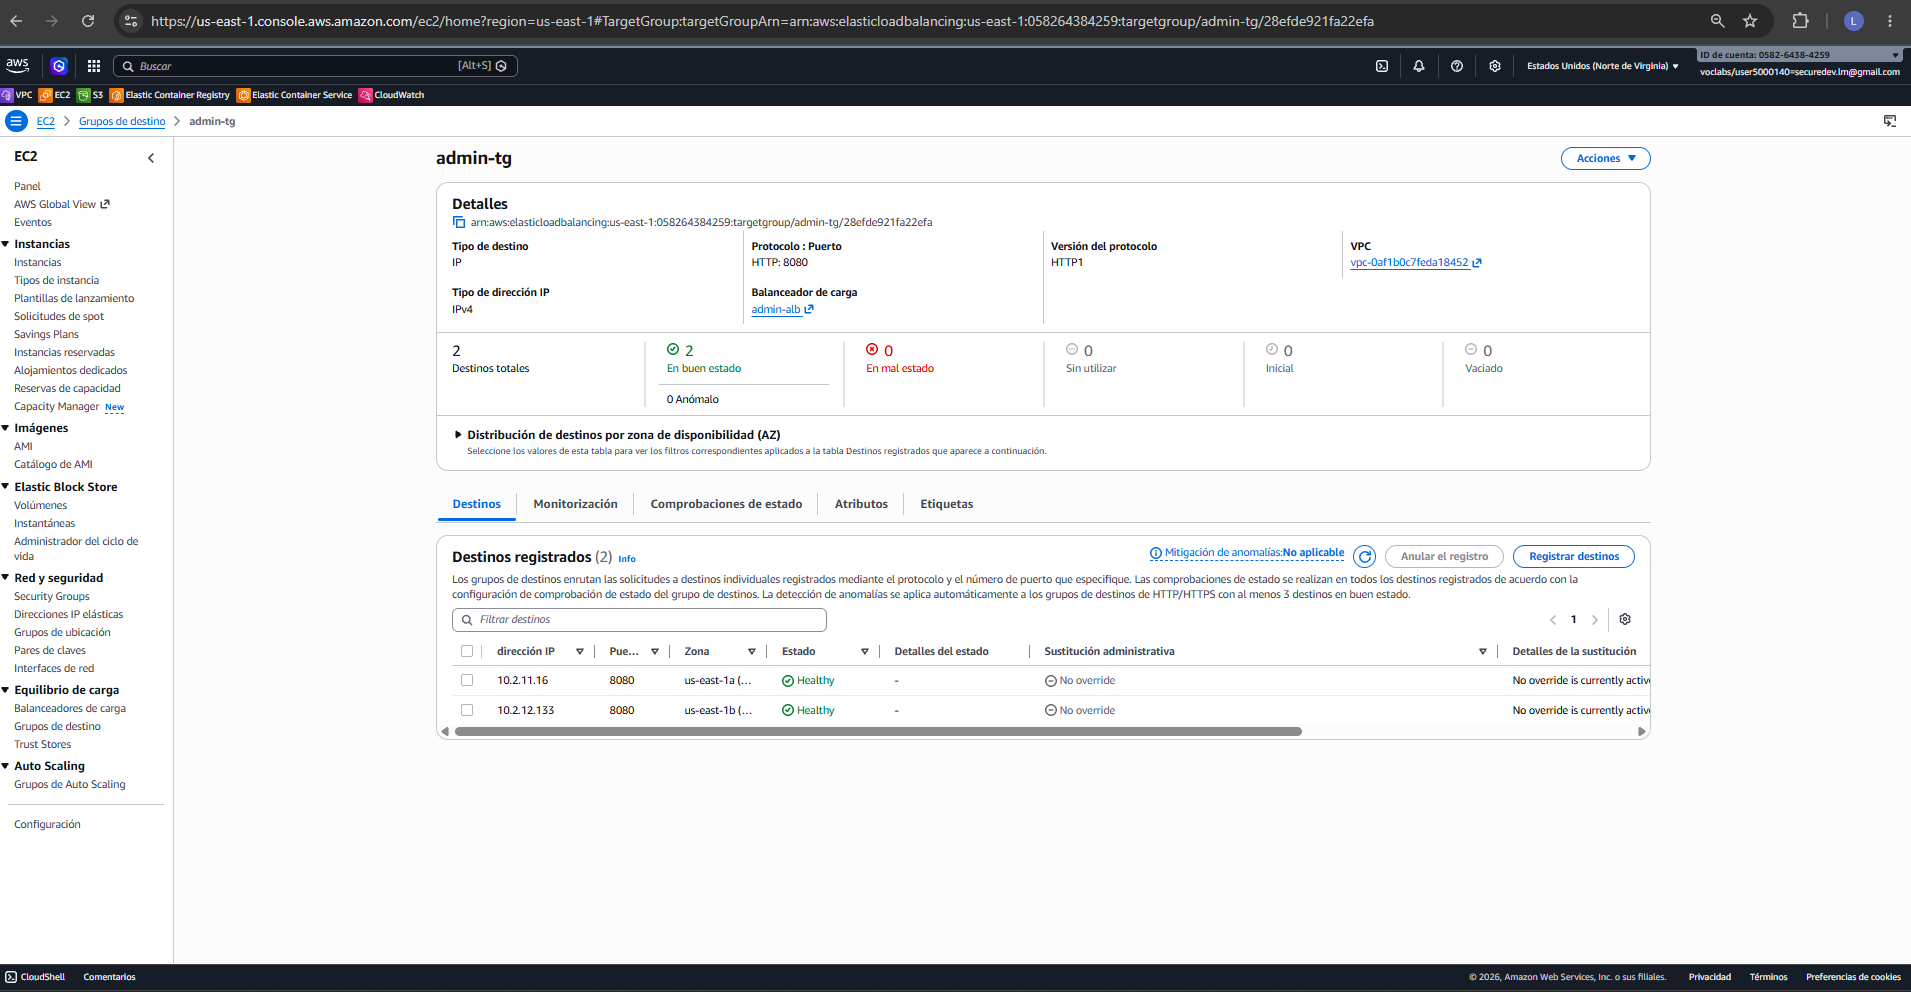 https://us-east-1.console.aws.amazon.com/ec2/home?region=us-east-1#TargetGroup:targetGroupArn=arn:aws:elasticloadbalancing:us-east-1:058264384259:targetgroup/admin-tg/28efde921fa22efa
L
aws
Buscar
[Alt+S]
Estados Unidos (Norte de Virginia)
ID de cuenta: 0582-6438-4259
voclabs/user5000140=securedev.lm@gmail.com
VPC
EC2
S3
Elastic Container Registry
Elastic Container Service
CloudWatch
EC2
Grupos de destino
admin-tg
EC2
Panel
AWS Global View
Eventos
Instancias
Instancias
Tipos de instancia
Plantillas de lanzamiento
Solicitudes de spot
Savings Plans
Instancias reservadas
Alojamientos dedicados
Reservas de capacidad
Capacity Manager New
Imágenes
AMI
Catálogo de AMI
Elastic Block Store
Volúmenes
Instantáneas
Administrador del ciclo de
vida
Red y seguridad
Security Groups
Direcciones IP elásticas
Grupos de ubicación
Pares de claves
Interfaces de red
Equilibrio de carga
Balanceadores de carga
Grupos de destino
Trust Stores
Auto Scaling
Grupos de Auto Scaling
Configuración
admin-tg
Acciones
Detalles
arn:aws:elasticloadbalancing:us-east-1:058264384259:targetgroup/admin-tg/28efde921fa22efa
Tipo de destino
IP
Protocolo : Puerto
HTTP: 8080
Versión del protocolo
HTTP1
VPC
vpc-0af1b0c7feda18452
Tipo de dirección IP
IPv4
Balanceador de carga
admin-alb
2
Destinos totales
2
En buen estado
0 Anómalo
0
En mal estado
0
Sin utilizar
0
Inicial
0
Vaciado
Distribución de destinos por zona de disponibilidad (AZ)
Seleccione los valores de esta tabla para ver los filtros correspondientes aplicados a la tabla Destinos registrados que aparece a continuación.
Destinos
Monitorización
Comprobaciones de estado
Atributos
Etiquetas
Destinos registrados (2) Info
Mitigación de anomalías:No aplicable
Anular el registro
Registrar destinos
Los grupos de destinos enrutan las solicitudes a destinos individuales registrados mediante el protocolo y el número de puerto que especifique. Las comprobaciones de estado se realizan en todos los destinos registrados de acuerdo con la
configuración de comprobación de estado del grupo de destinos. La detección de anomalías se aplica automáticamente a los grupos de destinos de HTTP/HTTPS con al menos 3 destinos en buen estado.
Filtrar destinos
1
dirección IP
Pue...
Zona
Estado
Detalles del estado
Sustitución administrativa
Detalles de la sustitución
10.2.11.16 8080 us-east-1a (... Healthy - No override No override is currently activ
10.2.12.133 8080 us-east-1b (... Healthy - No override No override is currently activ
CloudShell
Comentarios
© 2026, Amazon Web Services, Inc. o sus filiales.
Privacidad
Términos
Preferencias de cookies